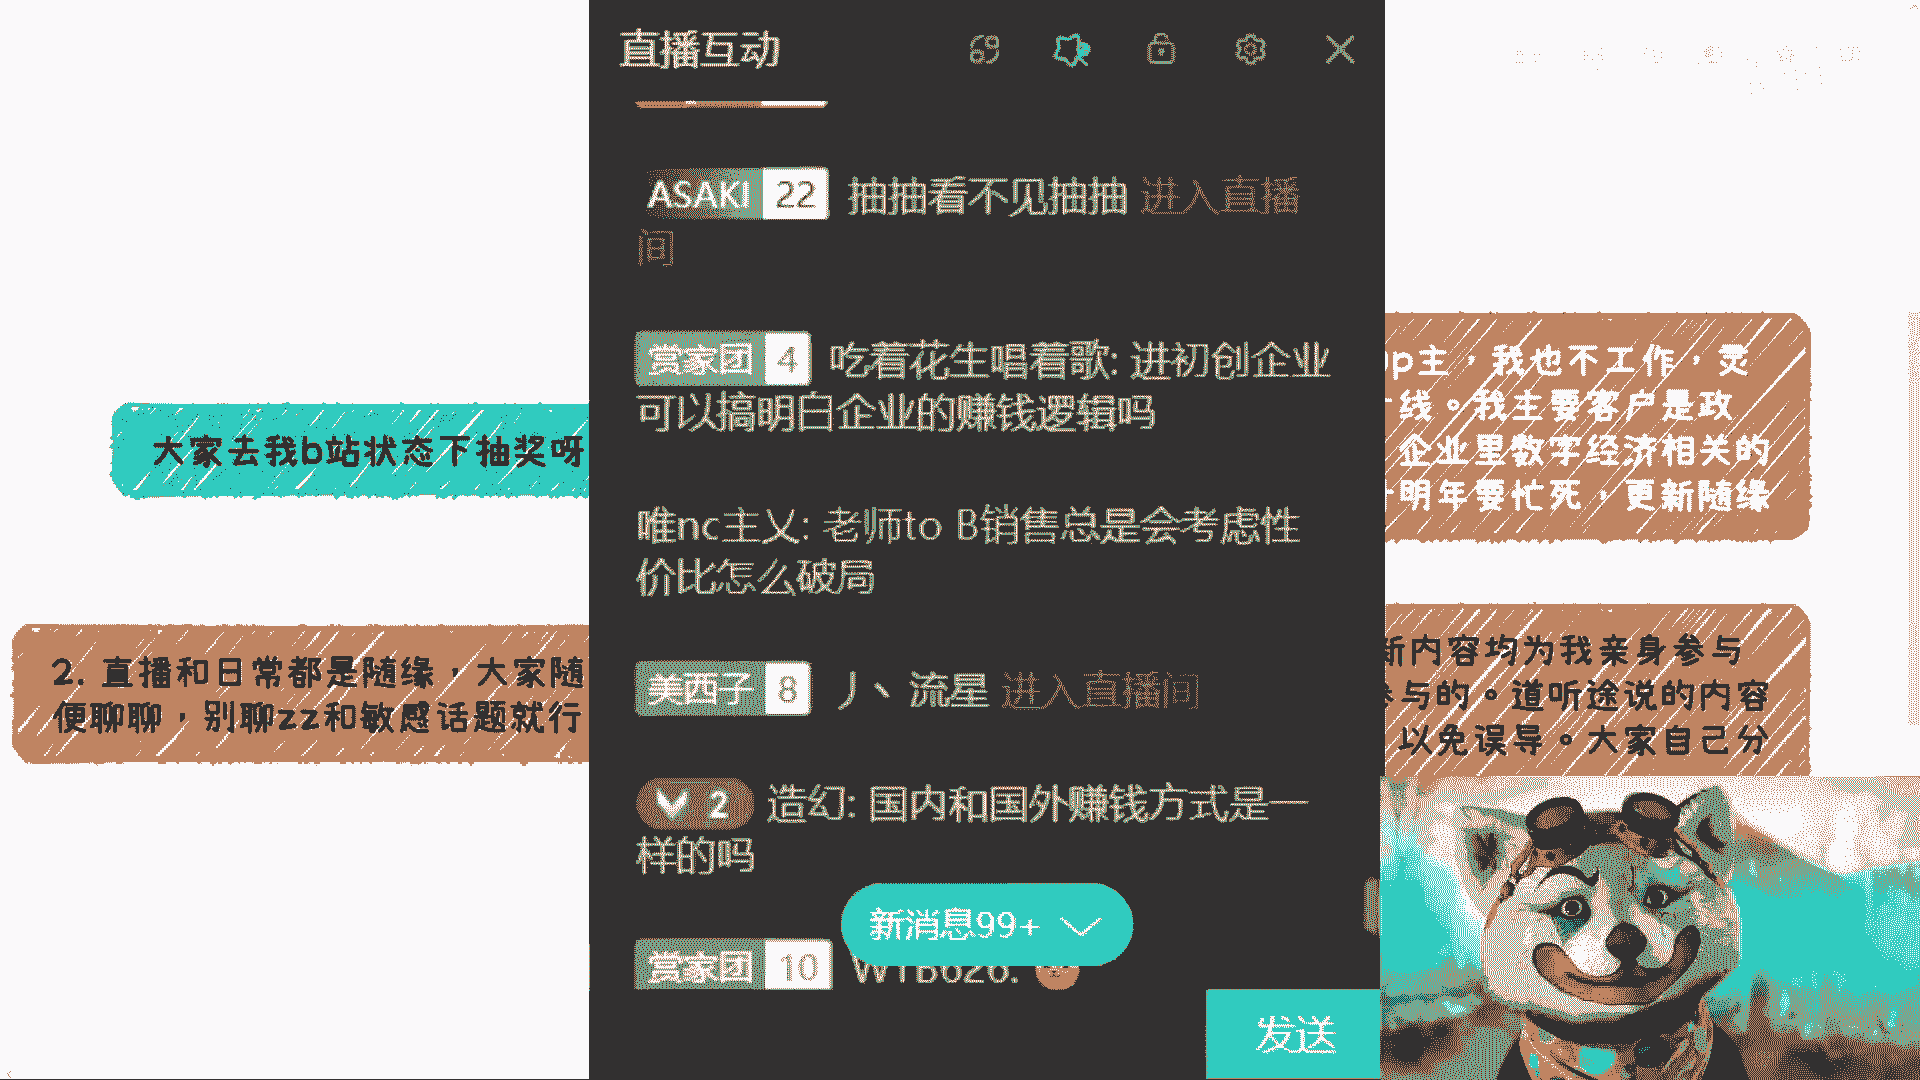 直播互动
ASAKI 22 抽抽看不见抽抽 进入直播
间
赏家团 4 吃着花生唱着歌: 进初创企业
可以搞明白企业的赚钱逻辑吗
唯nc主义: 老师to B销售总是会考虑性
价比怎么破局
美西子 8 丿丶 流星 进入直播间
2 造幻: 国内和国外赚钱方式是一
样的吗
新消息99+
赏家团 10 WTB626:
发送
大家去我b站状态下抽奖呀
2. 直播和日常都是随缘，大家随
便聊聊，别聊zz和敏感话题就行
p主，我也不工作，灵
线。我主要客户是政
企业里数字经济相关的
明年要忙死，更新随缘
新内容均为我亲身参与
参与的。道听途说的内容
以免误导。大家自己分